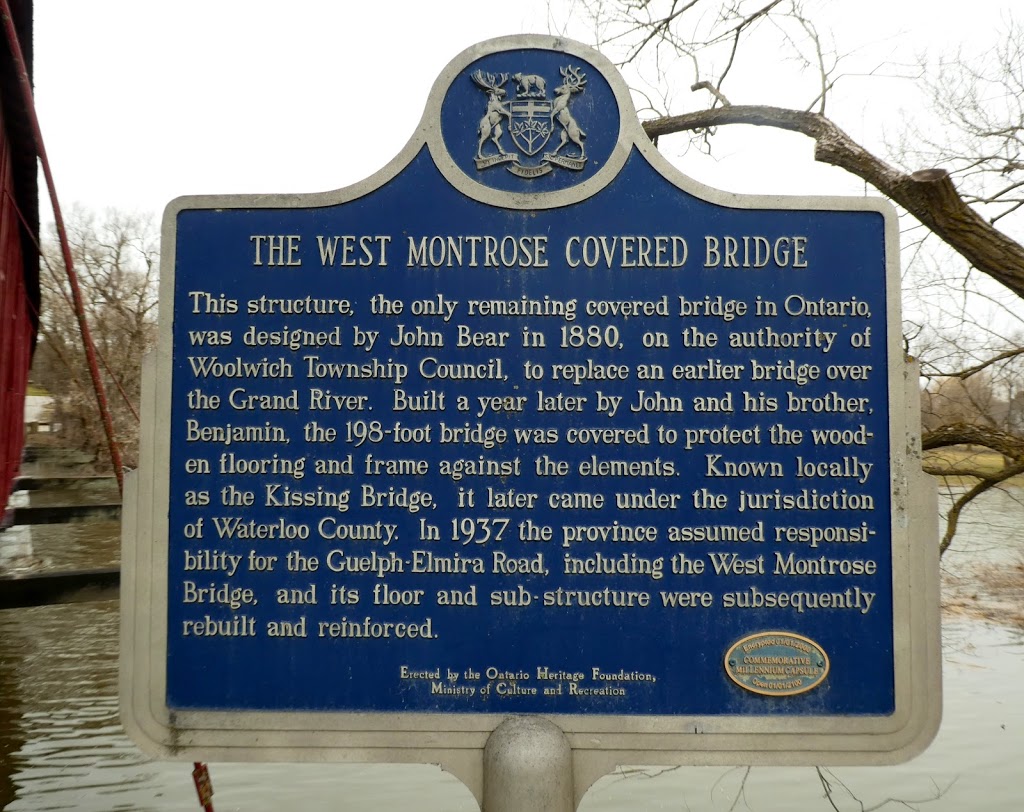 THE WEST MONTROSE COVERED BRIDGE
This structure, the only remaining covered bridge in Ontario,
was designed by John Bear in 1880, on the authority of
Woolwich Township Council, to replace an earlier bridge over
the Grand River. Built a year later by John and his brother,
Benjamin, the 198-foot bridge was covered to protect the wood-
en flooring and frame against the elements. Known locally
as the Kissing Bridge, it later came under the jurisdiction
of Waterloo County. In 1937 the province assumed responsi-
bility for the Guelph-Elmira Road, including the West Montrose
Bridge, and its floor and sub-structure were subsequently
rebuilt and reinforced.
Erected by the Ontario Heritage Foundation,
Ministry of Culture and Recreation
COMMEMORATIVE
MILLENNIUM CAPSULE